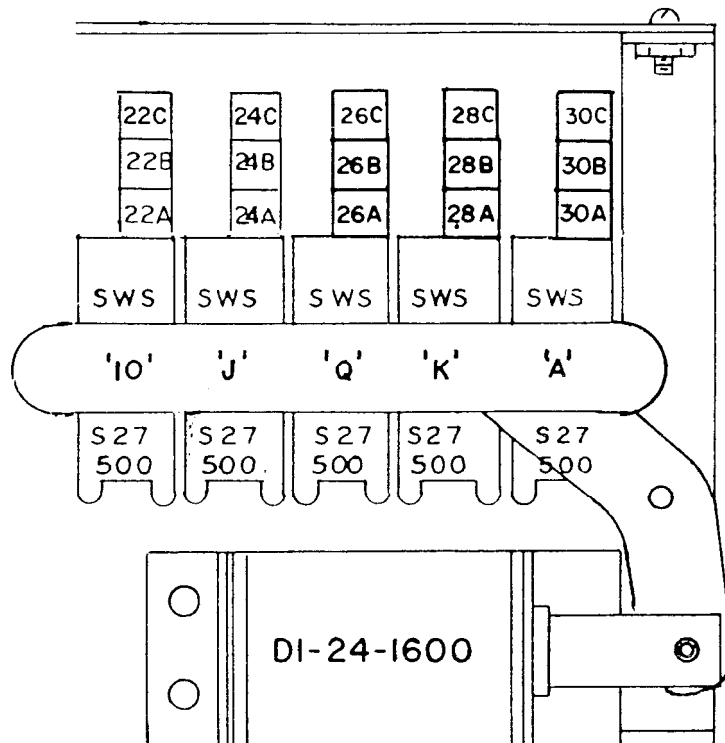 22C 24C 26C 28C 30C
22B 24B 26B 28B 30B
22A 24A 26A 28A 30A
SWS SWS SWS SWS SWS
'10' 'J' 'Q' 'K' 'A'
S27 S27 S27 S27 S27
500 500 500 500 500
D1-24-1600